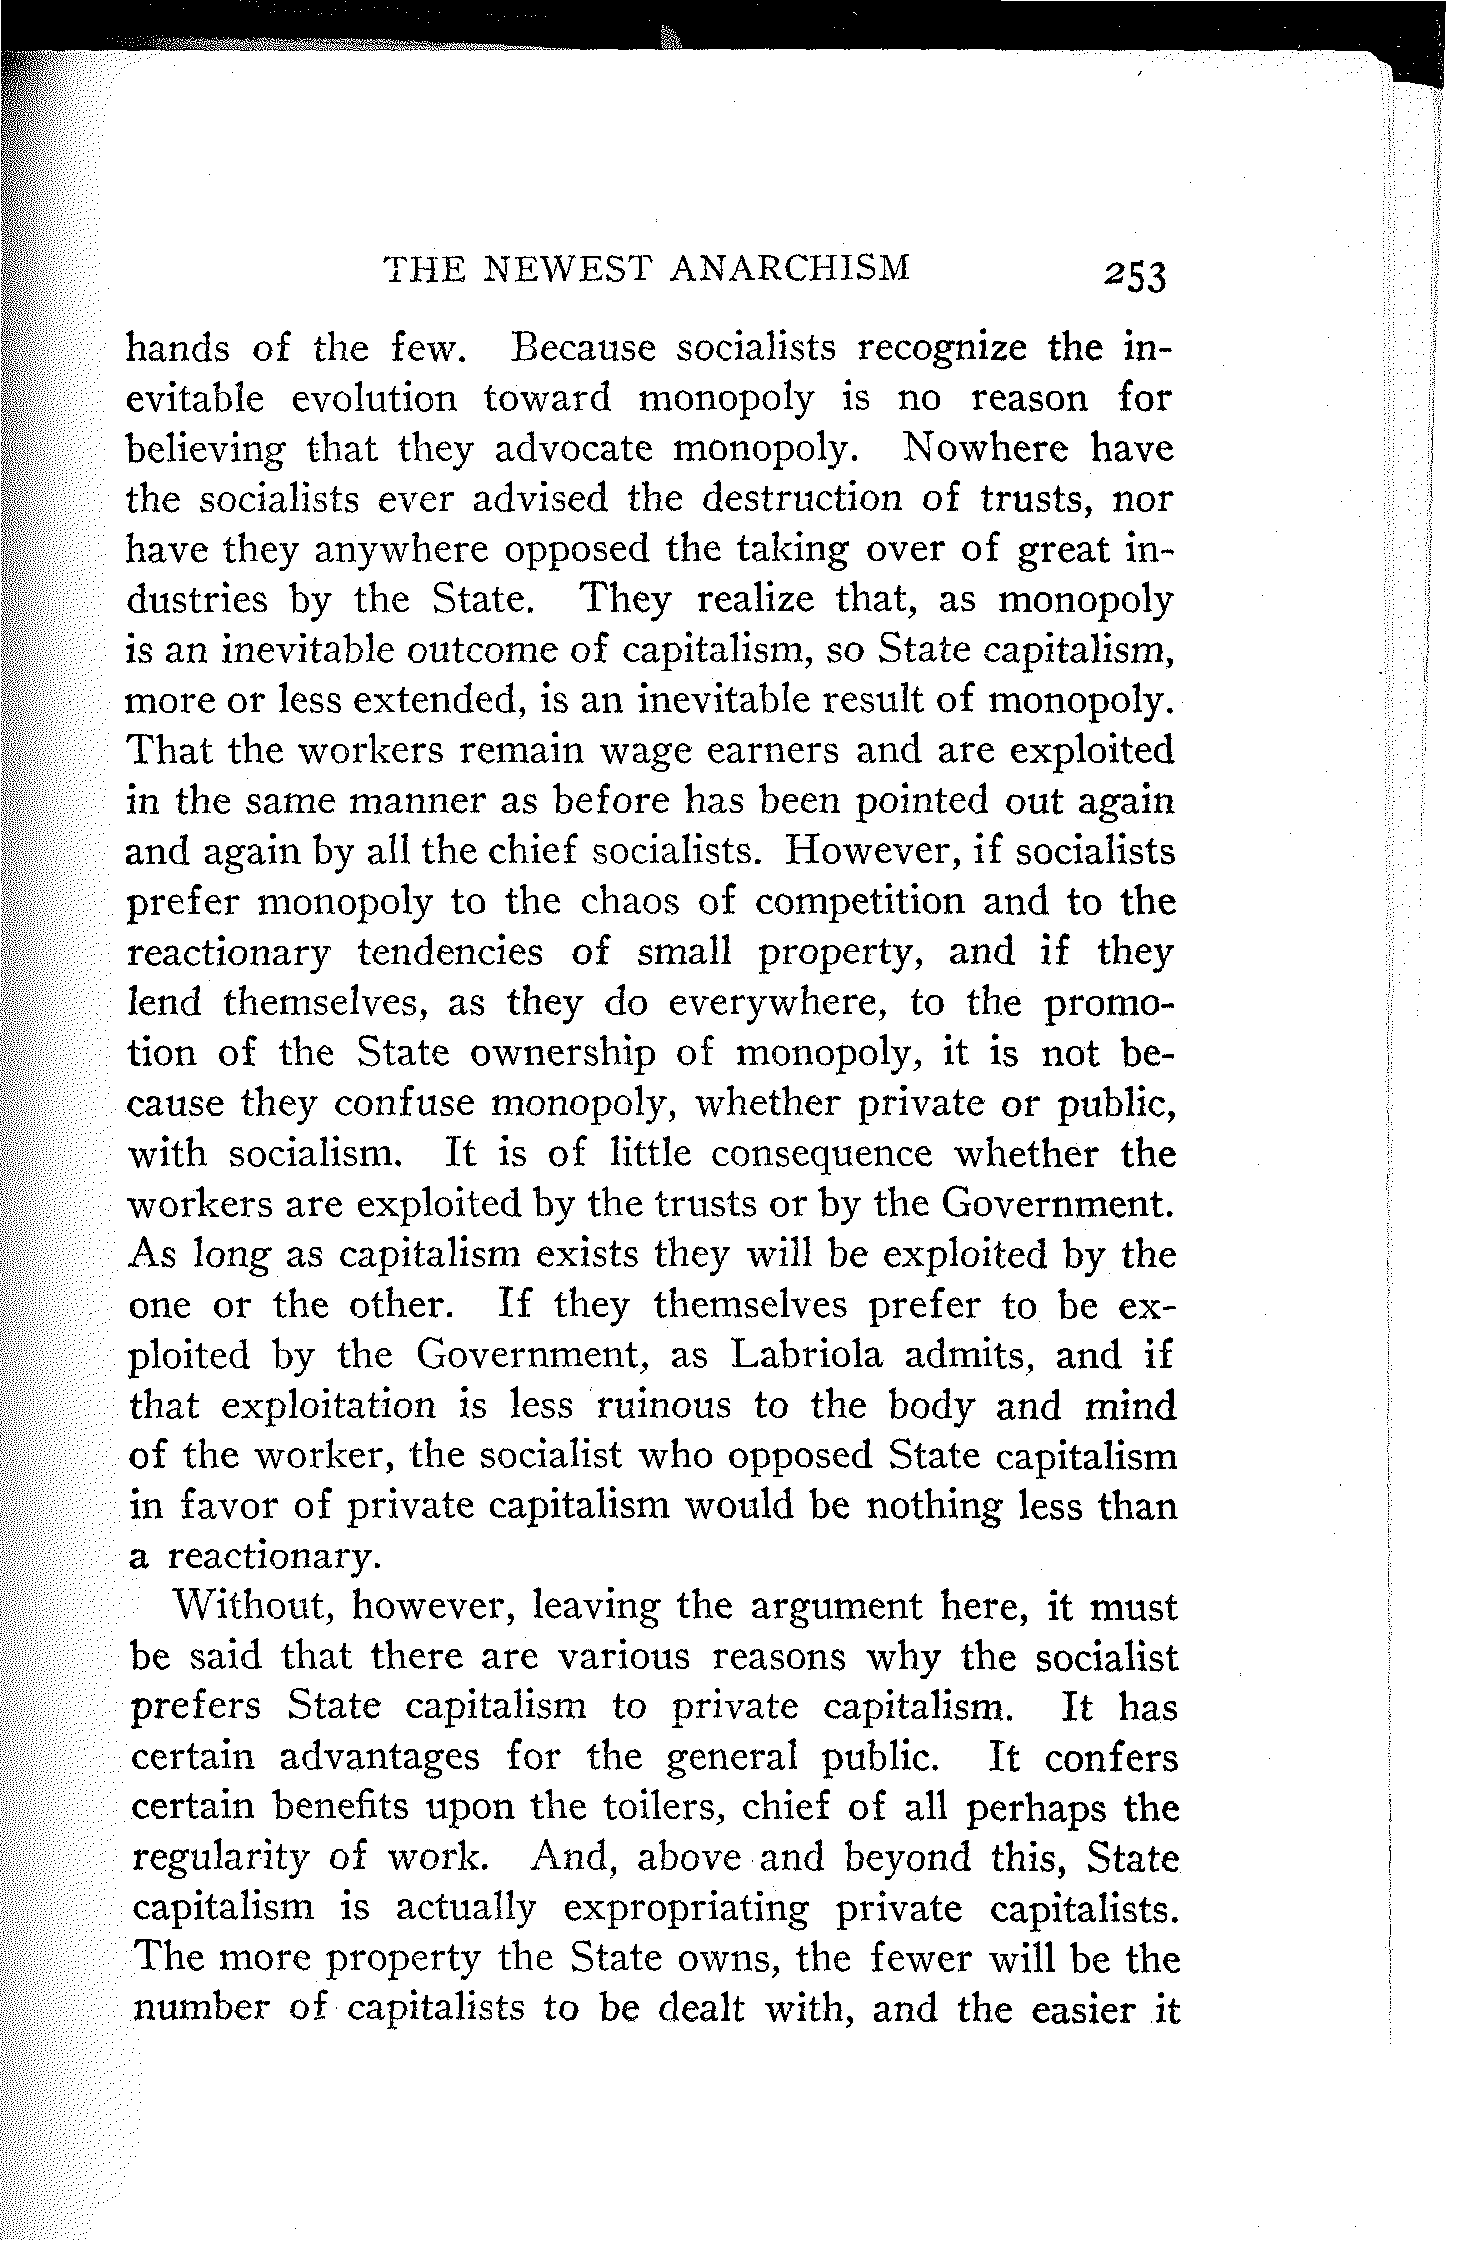 THE NEWEST ANARCHISM 253
hands of the few. Because socialists recognize the in-
evitable evolution toward monopoly is no reason for
believing that they advocate monopoly. Nowhere have
the socialists ever advised the destruction of trusts, nor
have they anywhere opposed the taking over of great in-
dustries by the State. They realize that, as monopoly
is an inevitable outcome of capitalism, so State capitalism,
more or less extended, is an inevitable result of monopoly.
That the workers remain wage earners and are exploited
in the same manner as before has been pointed out again
and again by all the chief socialists. However, if socialists
prefer monopoly to the chaos of competition and to the
reactionary tendencies of small property, and if they
lend themselves, as they do everywhere, to the promo-
tion of the State ownership of monopoly, it is not be-
cause they confuse monopoly, whether private or public,
with socialism. It is of little consequence whether the
workers are exploited by the trusts or by the Government.
As long as capitalism exists they will be exploited by the
one or the other. If they themselves prefer to be ex-
ploited by the Government, as Labriola admits, and if
that exploitation is less ruinous to the body and mind
of the worker, the socialist who opposed State capitalism
in favor of private capitalism would be nothing less than
a reactionary.
Without, however, leaving the argument here, it must
be said that there are various reasons why the socialist
prefers State capitalism to private capitalism. It has
certain advantages for the general public. It confers
certain benefits upon the toilers, chief of all perhaps the
regularity of work. And, above and beyond this, State
capitalism is actually expropriating private capitalists.
The more property the State owns, the fewer will be the
number of capitalists to be dealt with, and the easier it